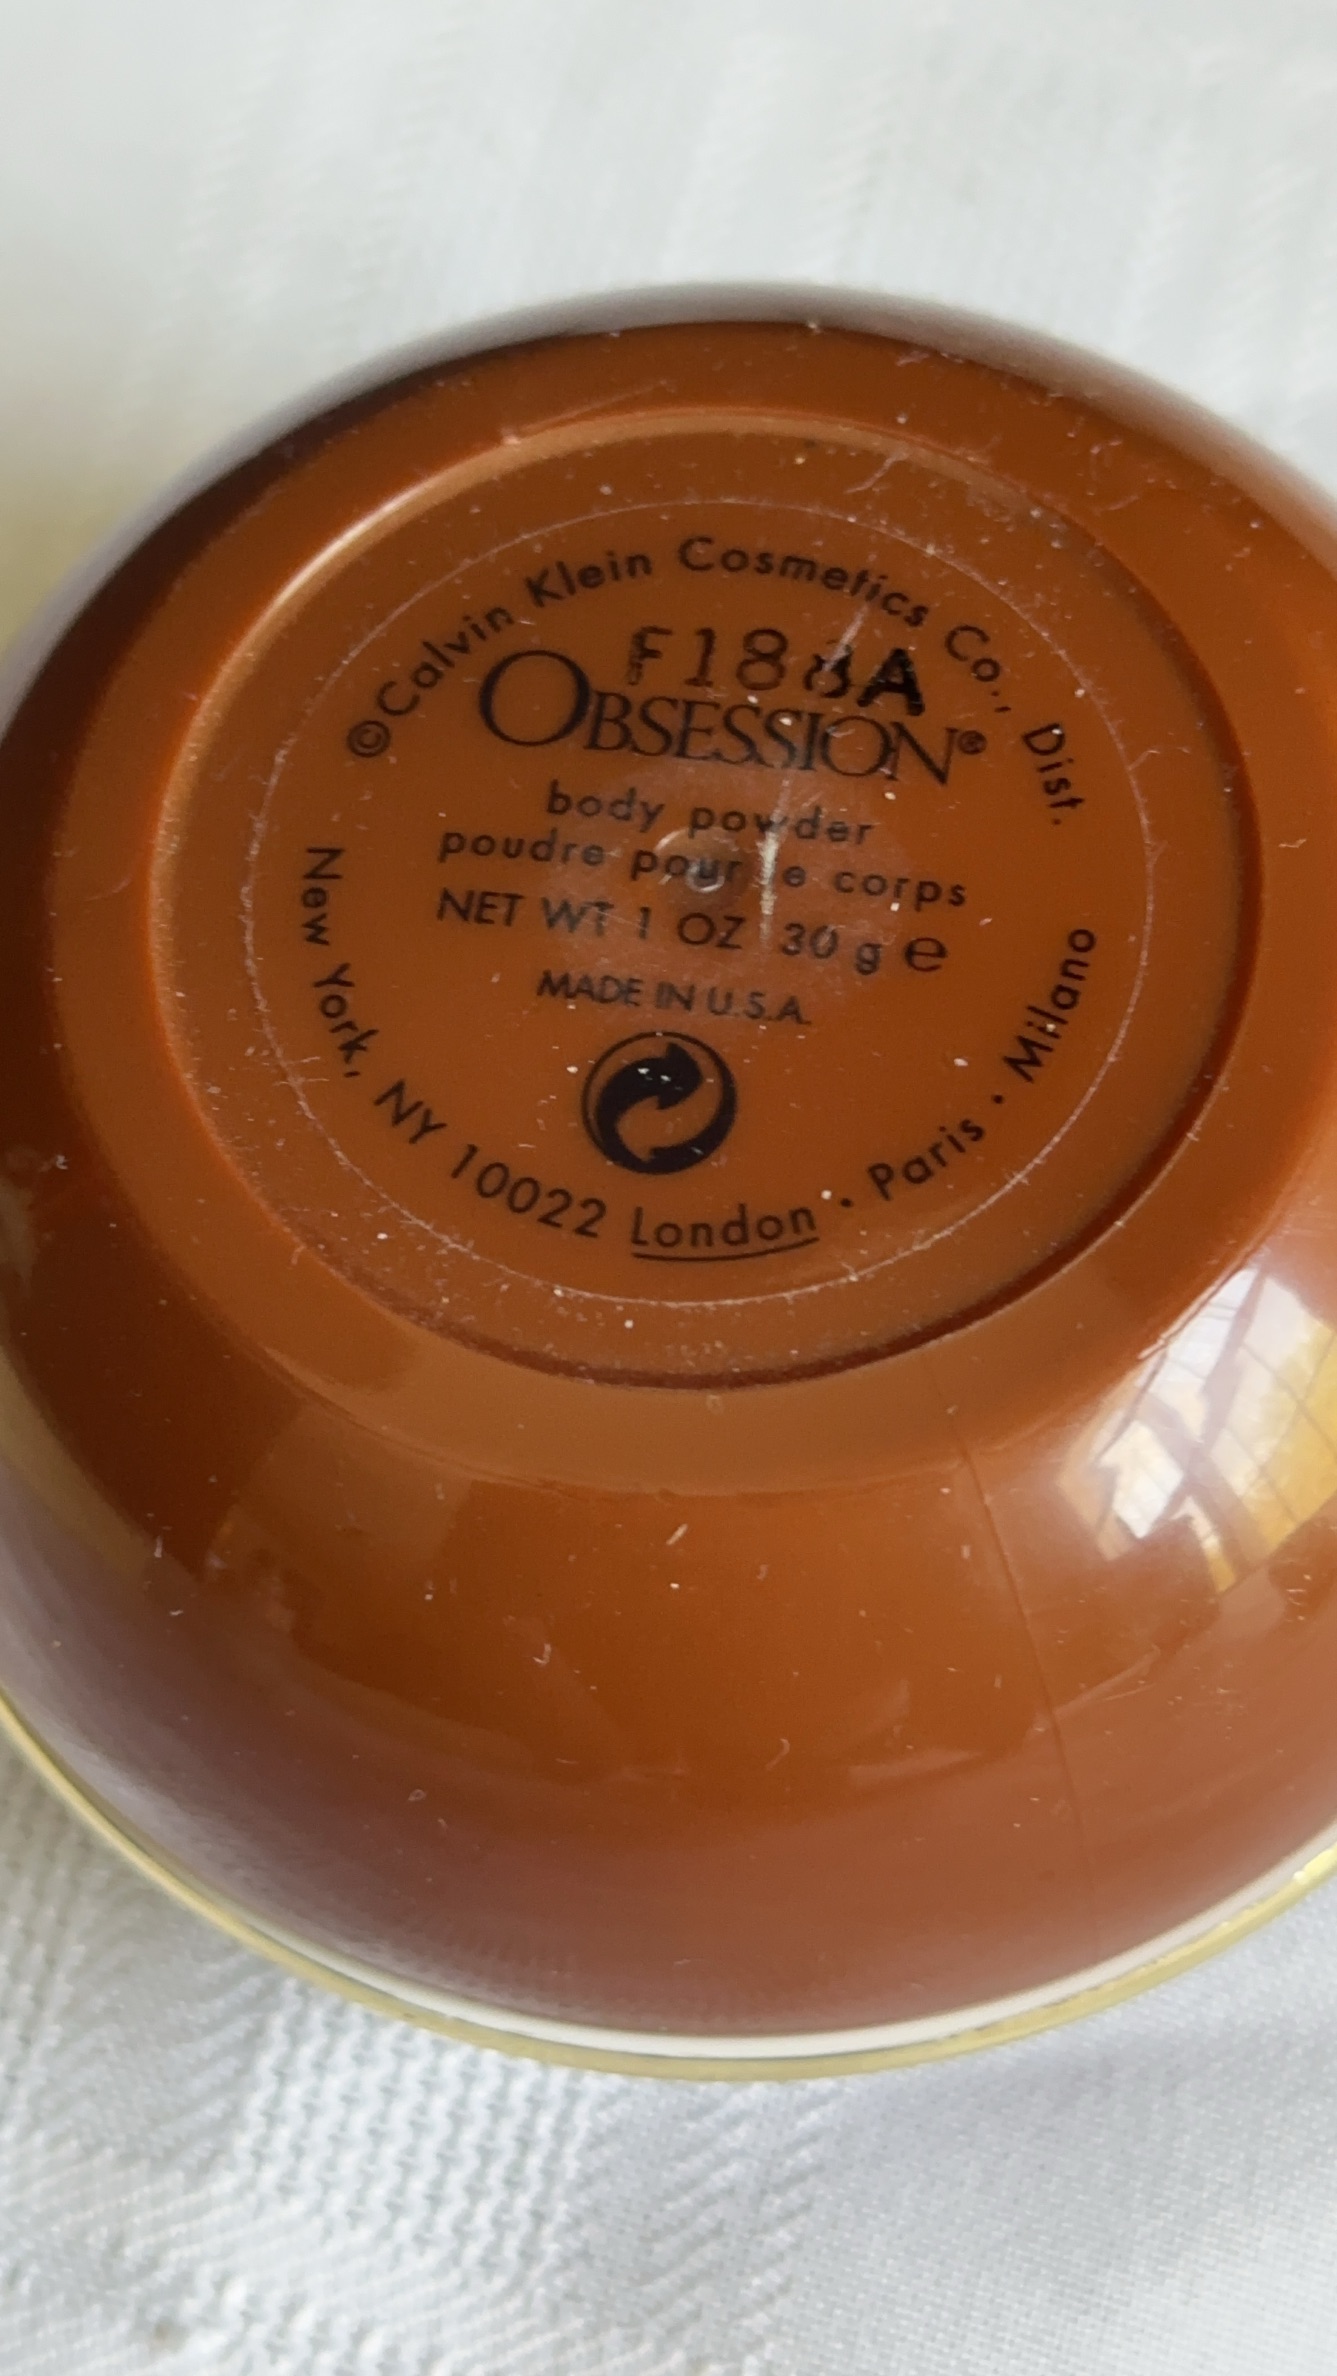 ©Calvin Klein Cosmetics Co., Dist.
F188A
OBSESSION®
body powder
poudre pour le corps
NET WT 1 OZ 30 g e
MADE IN U.S.A.
New York, NY 10022 London · Paris · Milano